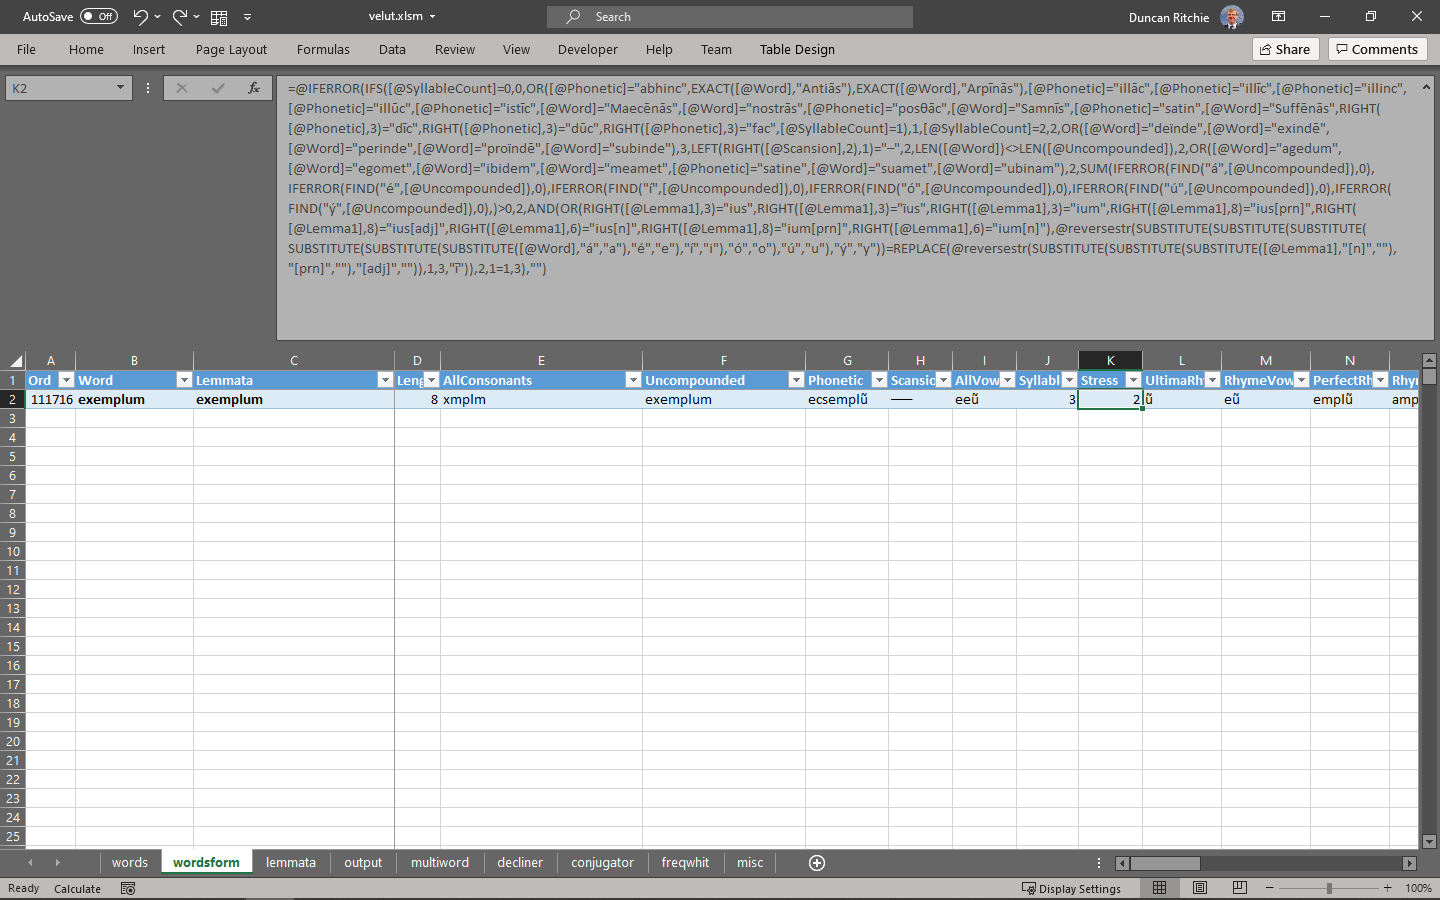 AutoSave Off velut.xlsm Search Duncan Ritchie
File Home Insert Page Layout Formulas Data Review View Developer Help Team Table Design Share Comments
K2 fx
=@IFERROR(IFS([@SyllableCount]=0,0,OR([@Phonetic]="abhinc",EXACT([@Word],"Antiās"),EXACT([@Word],"Arpīnās"),[@Phonetic]="illāc",[@Phonetic]="illīc",[@Phonetic]="illinc",
[@Phonetic]="illūc",[@Phonetic]="istīc",[@Word]="Maecēnās",[@Word]="nostrās",[@Phonetic]="posθāc",[@Word]="Samnīs",[@Phonetic]="satin",[@Word]="Suffēnās",RIGHT(
[@Phonetic],3)="dīc",RIGHT([@Phonetic],3)="dūc",RIGHT([@Phonetic],3)="fac",[@SyllableCount]=1),1,[@SyllableCount]=2,2,OR([@Word]="deïnde",[@Word]="exindē",
[@Word]="perinde",[@Word]="proïndē",[@Word]="subinde"),3,LEFT(RIGHT([@Scansion],2),1)="–",2,LEN([@Word])<>LEN([@Uncompounded]),2,OR([@Word]="agedum",
[@Word]="egomet",[@Word]="ibidem",[@Word]="meamet",[@Phonetic]="satine",[@Word]="suamet",[@Word]="ubinam"),2,SUM(IFERROR(FIND("á",[@Uncompounded]),0),
IFERROR(FIND("é",[@Uncompounded]),0),IFERROR(FIND("í",[@Uncompounded]),0),IFERROR(FIND("ó",[@Uncompounded]),0),IFERROR(FIND("ú",[@Uncompounded]),0),IFERROR(
FIND("ý",[@Uncompounded]),0),)>0,2,AND(OR(RIGHT([@Lemma1],3)="ius",RIGHT([@Lemma1],3)="ïus",RIGHT([@Lemma1],3)="ium",RIGHT([@Lemma1],8)="ius[prn]",RIGHT(
[@Lemma1],8)="ius[adj]",RIGHT([@Lemma1],6)="ius[n]",RIGHT([@Lemma1],8)="ium[prn]",RIGHT([@Lemma1],6)="ium[n]"),@reversestr(SUBSTITUTE(SUBSTITUTE(SUBSTITUTE(
SUBSTITUTE(SUBSTITUTE(SUBSTITUTE([@Word],"á","a"),"é","e"),"í","i"),"ó","o"),"ú","u"),"ý","y"))=REPLACE(@reversestr(SUBSTITUTE(SUBSTITUTE(SUBSTITUTE([@Lemma1],"[n]",""),
"[prn]",""),"[adj]","")),1,3,"ī")),2,1=1,3),"")
A B C D E F G H I J K L M N
1 Ord Word Lemmata Leng AllConsonants Uncompounded Phonetic Scansio AllVow Syllabl Stress UltimaRh RhymeVow PerfectRh Rhyn
2 111716 exemplum exemplum 8 xmplm exemplum ecsemplũ ––– eeũ 3 2 ũ eũ emplũ amp
3
4
5
6
7
8
9
10
11
12
13
14
15
16
17
18
19
20
21
22
23
24
25
words wordsform lemmata output multiword decliner conjugator freqwhit misc
Ready Calculate Display Settings 100%